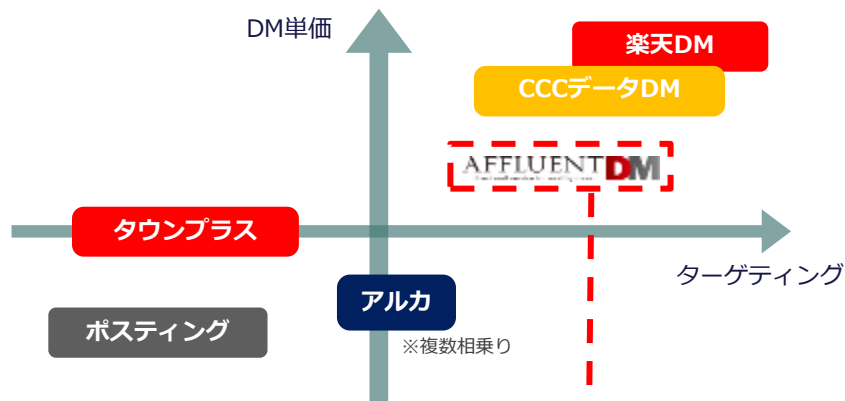 DM単価
楽天DM
CCCデータDM
AFFLUENTDM
タウンプラス
ターゲティング
アルカ
ポスティング
※複数相乗り